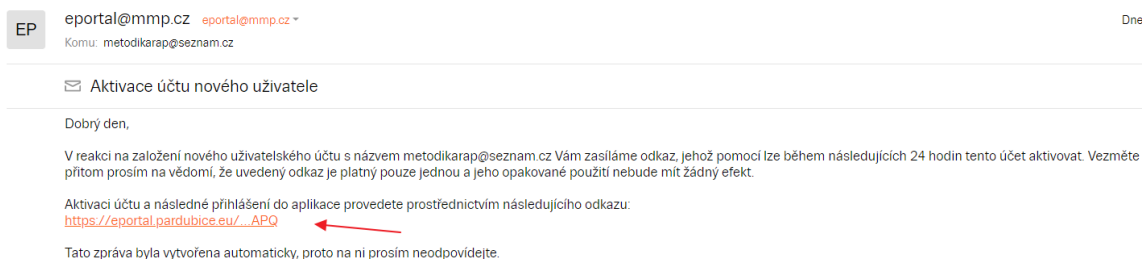 EP
eportal@mmp.cz eportal@mmp.cz
Dne
Komu: metodikarap@seznam.cz
Aktivace účtu nového uživatele
Dobrý den,
V reakci na založení nového uživatelského účtu s názvem metodikarap@seznam.cz Vám zasíláme odkaz, jehož pomocí lze během následujících 24 hodin tento účet aktivovat. Vezměte
přitom prosím na vědomí, že uvedený odkaz je platný pouze jednou a jeho opakované použití nebude mít žádný efekt.
Aktivaci účtu a následné přihlášení do aplikace provedete prostřednictvím následujícího odkazu:
https://eportal.pardubice.eu/...APQ
Tato zpráva byla vytvořena automaticky, proto na ni prosím neodpovídejte.